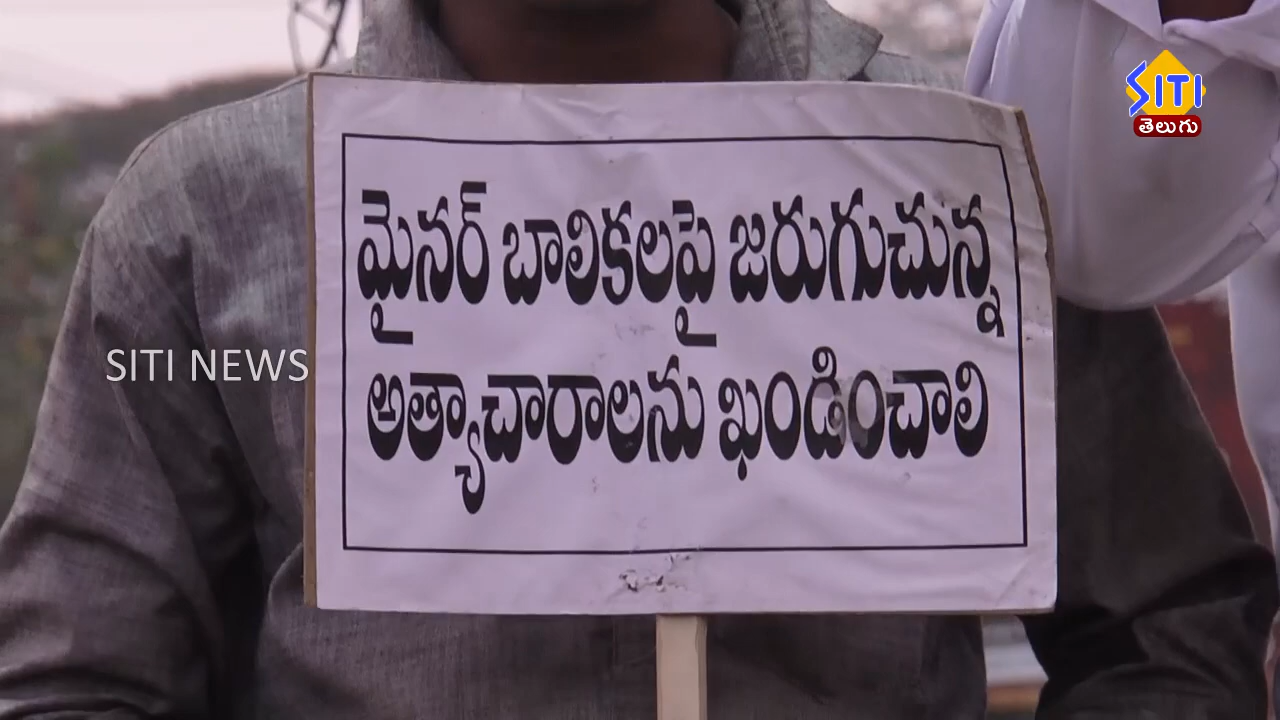 SITI
తెలుగు
మైనర్ బాలికలపై జరుగుచున్న
అత్యాచారాలను ఖండించాలి
SITI NEWS